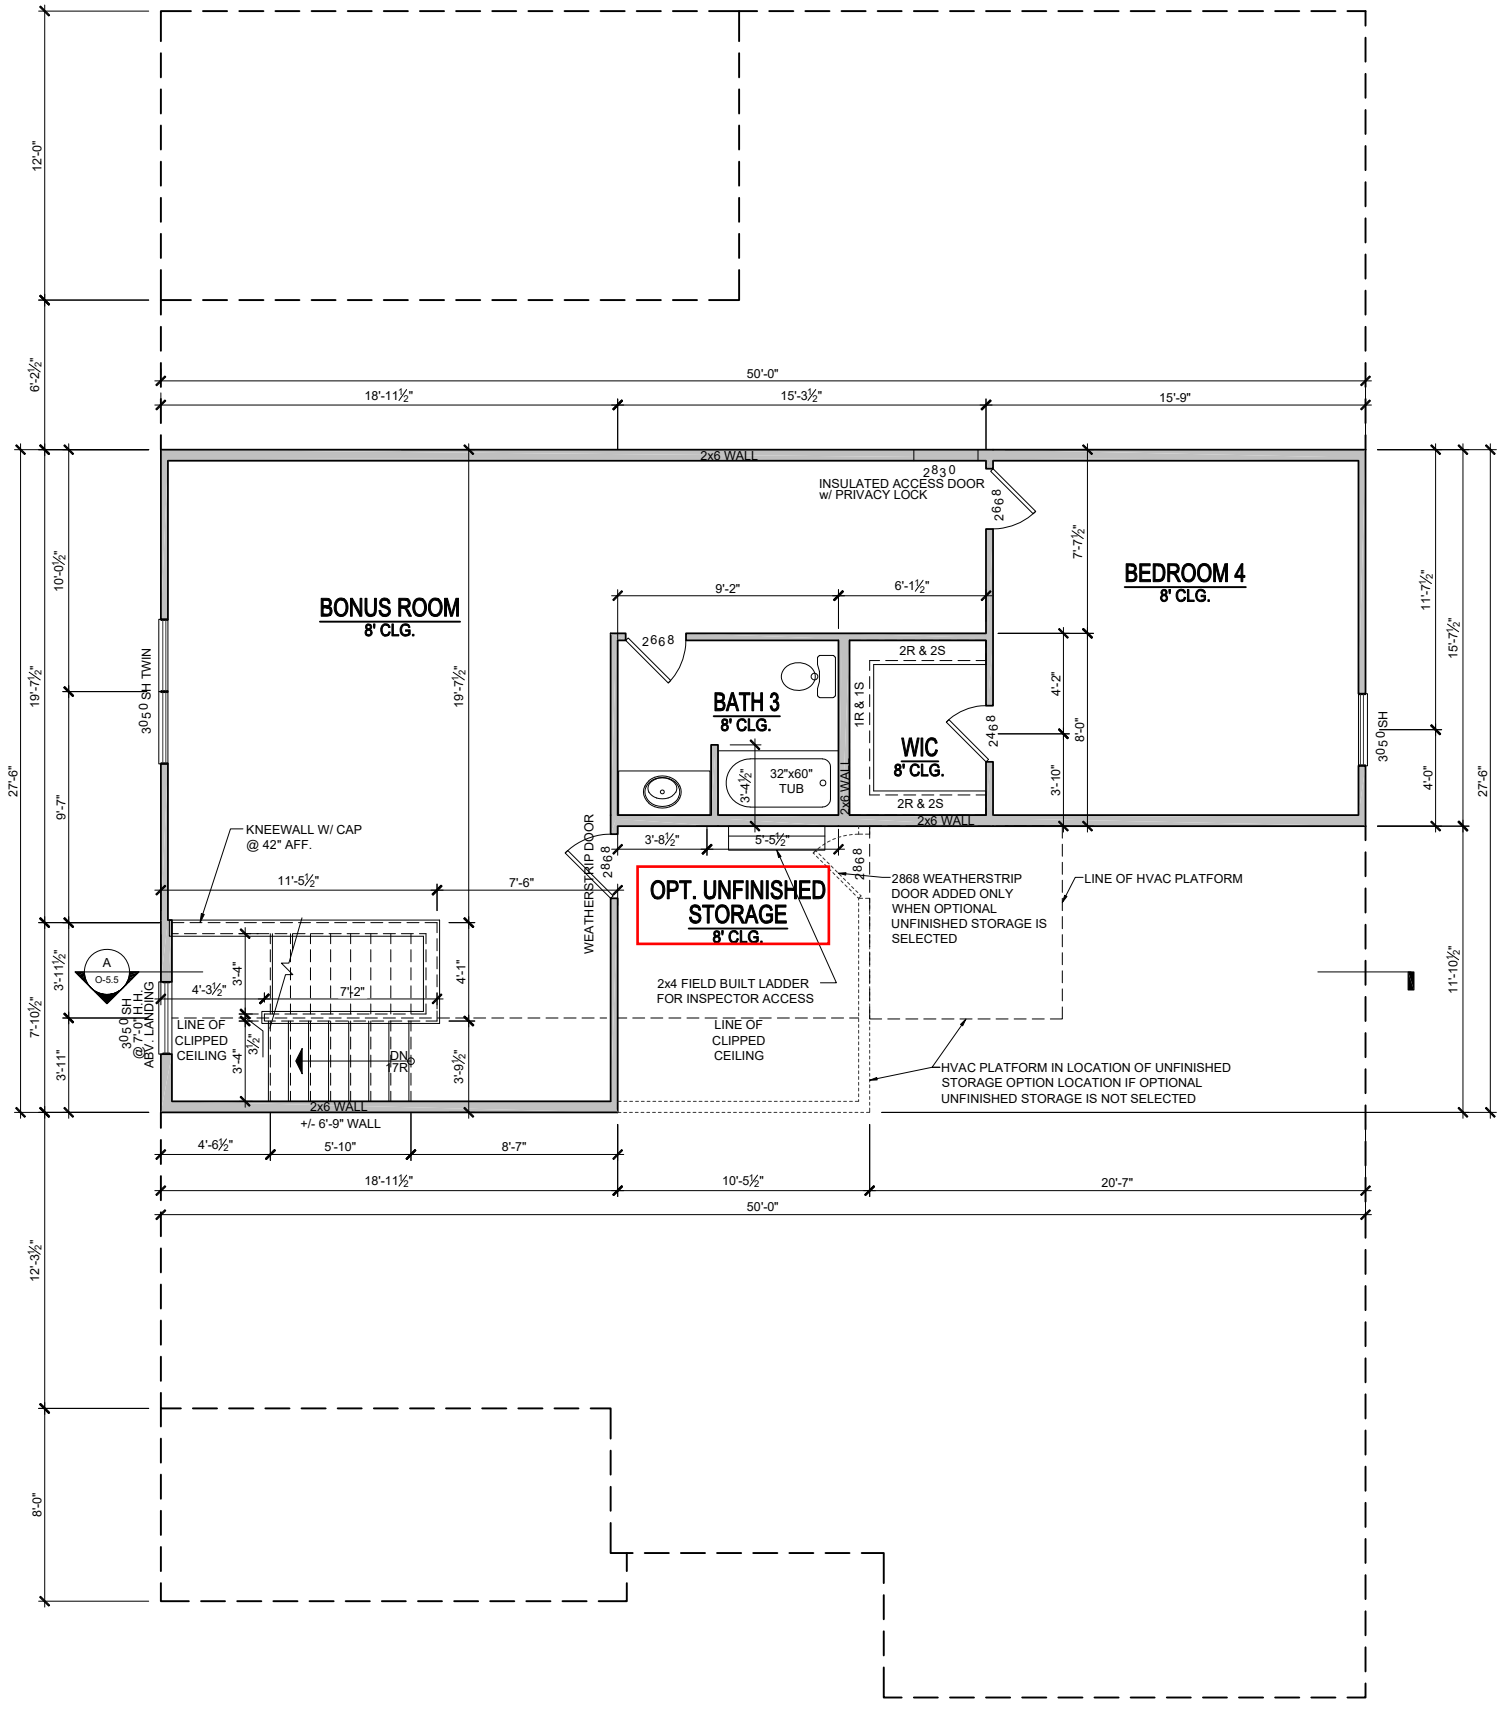 12'-0"
6'-2½"
50'-0"
18'-11½"
15'-3½"
15'-9"
2x6 WALL
2830
INSULATED ACCESS DOOR
w/ PRIVACY LOCK
2668
7'-7½"
10'-0½"
BEDROOM 4
8' CLG.
9'-2"
6'-1½"
11'-7½"
15'-7½"
BONUS ROOM
8' CLG.
2668
2R & 2S
19'-7½"
19'-7½"
3050 SH TWIN
1R & 1S
4'-2"
BATH 3
8' CLG.
WIC
8' CLG.
2468
8'-0"
3050 SH
27'-6"
9'-7"
3'-4½"
32"x60"
TUB
2x6 WALL
2R & 2S
3'-10"
4'-0"
27'-6"
2x6 WALL
KNEEWALL W/ CAP
@ 42" AFF.
WEATHERSTRIP DOOR
2868
3'-8½"
5'-5½"
2868
11'-5½"
7'-6"
OPT. UNFINISHED
STORAGE
8' CLG.
2868 WEATHERSTRIP
DOOR ADDED ONLY
WHEN OPTIONAL
UNFINISHED STORAGE IS
SELECTED
LINE OF HVAC PLATFORM
A
O-5.5
3'-11½"
7'-10½"
3'-4"
4'-1"
4'-3½"
7'-2"
2x4 FIELD BUILT LADDER
FOR INSPECTOR ACCESS
11'-10½"
3050 SH
@ 7'-0" H.H.
ABV. LANDING
LINE OF
CLIPPED
CEILING
3½"
LINE OF
CLIPPED
CEILING
3'-11"
3'-4"
DN
17R
3'-9½"
HVAC PLATFORM IN LOCATION OF UNFINISHED
STORAGE OPTION LOCATION IF OPTIONAL
UNFINISHED STORAGE IS NOT SELECTED
2x6 WALL
+/- 6'-9" WALL
4'-6½"
5'-10"
8'-7"
18'-11½"
10'-5½"
20'-7"
50'-0"
12'-3½"
8'-0"